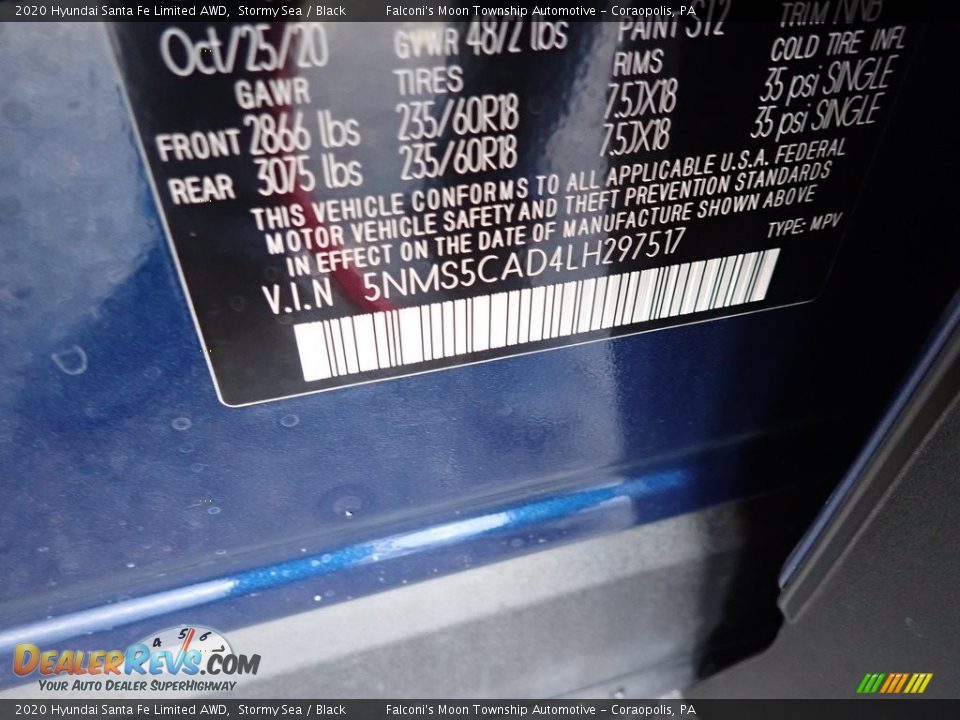 2020 Hyundai Santa Fe Limited AWD, Stormy Sea / Black Falconi's Moon Township Automotive - Coraopolis, PA
Oct/25/20 GVWR 4872 lbs PAINT S12 TRIM NNB
GAWR TIRES RIMS COLD TIRE INFL
FRONT 2866 lbs 235/60R18 7.5JX18 35 psi SINGLE
REAR 3075 lbs 235/60R18 7.5JX18 35 psi SINGLE
THIS VEHICLE CONFORMS TO ALL APPLICABLE U.S.A. FEDERAL
MOTOR VEHICLE SAFETY AND THEFT PREVENTION STANDARDS
IN EFFECT ON THE DATE OF MANUFACTURE SHOWN ABOVE
V.I.N 5NMS5CAD4LH297517 TYPE: MPV
4 5 6
DEALERREVS.COM
YOUR AUTO DEALER SUPERHIGHWAY
2020 Hyundai Santa Fe Limited AWD, Stormy Sea / Black Falconi's Moon Township Automotive - Coraopolis, PA